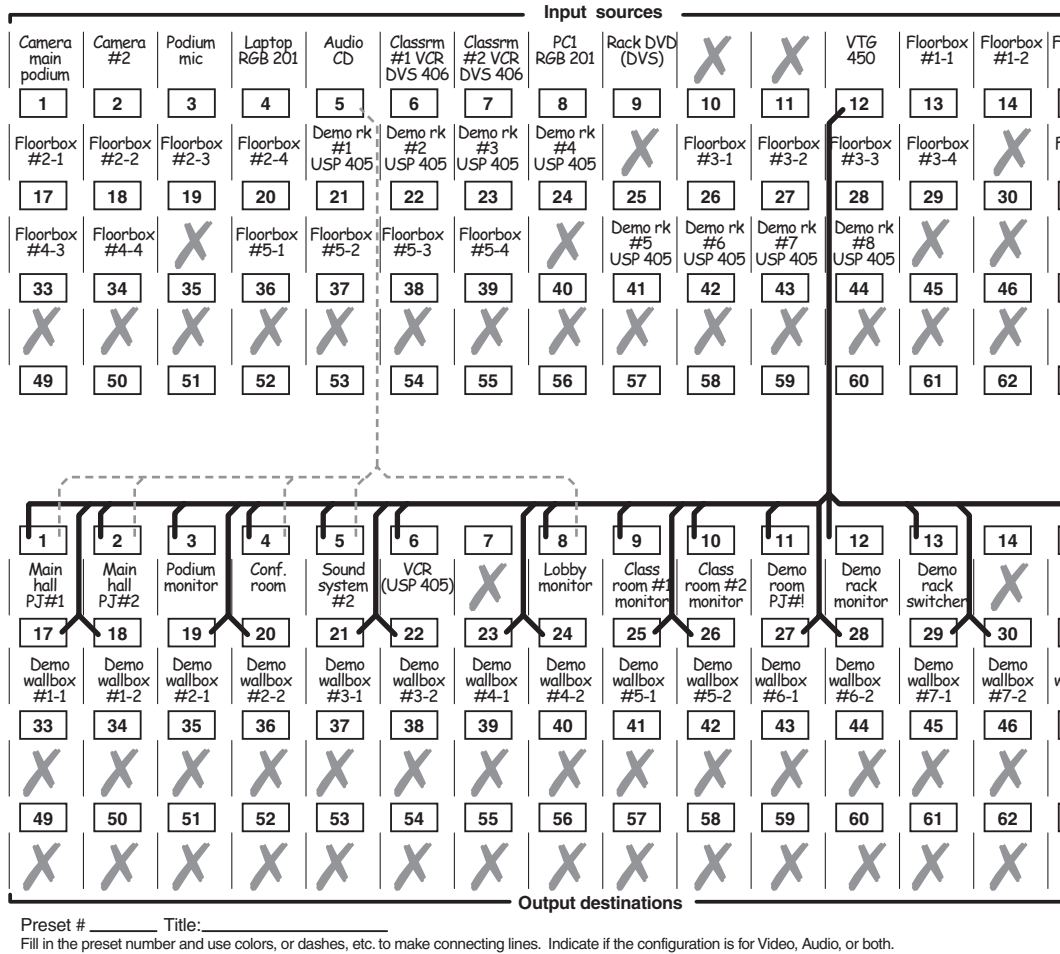 Input sources
Camera Camera Podium Laptop Audio Classrm Classrm PC1 Rack DVD VTG Floorbox Floorbox
main #2 mic RGB 201 CD #1 VCR #2 VCR RGB 201 (DVS) 450 #1-1 #1-2
podium DVS 406 DVS 406
1 2 3 4 5 6 7 8 9 10 11 12 13 14
Floorbox Floorbox Floorbox Floorbox Demo rk Demo rk Demo rk Demo rk Floorbox Floorbox Floorbox Floorbox
#2-1 #2-2 #2-3 #2-4 #1 #2 #3 #4 #3-1 #3-2 #3-3 #3-4
USP 405 USP 405 USP 405 USP 405
17 18 19 20 21 22 23 24 25 26 27 28 29 30
Floorbox Floorbox Floorbox Floorbox Floorbox Floorbox Demo rk Demo rk Demo rk Demo rk
#4-3 #4-4 #5-1 #5-2 #5-3 #5-4 #5 #6 #7 #8
USP 405 USP 405 USP 405 USP 405
33 34 35 36 37 38 39 40 41 42 43 44 45 46
49 50 51 52 53 54 55 56 57 58 59 60 61 62
1 2 3 4 5 6 7 8 9 10 11 12 13 14
Main Main Podium Conf. Sound VCR Lobby Class Class Demo Demo Demo
hall hall monitor room system (USP 405) monitor room #1 room #2 room rack rack
PJ#1 PJ#2 #2 monitor monitor PJ#! monitor switcher
17 18 19 20 21 22 23 24 25 26 27 28 29 30
Demo Demo Demo Demo Demo Demo Demo Demo Demo Demo Demo Demo Demo Demo
wallbox wallbox wallbox wallbox wallbox wallbox wallbox wallbox wallbox wallbox wallbox wallbox wallbox wallbox
#1-1 #1-2 #2-1 #2-2 #3-1 #3-2 #4-1 #4-2 #5-1 #5-2 #6-1 #6-2 #7-1 #7-2
33 34 35 36 37 38 39 40 41 42 43 44 45 46
49 50 51 52 53 54 55 56 57 58 59 60 61 62
Output destinations
Preset # Title:
Fill in the preset number and use colors, or dashes, etc. to make connecting lines. Indicate if the configuration is for Video, Audio, or both.